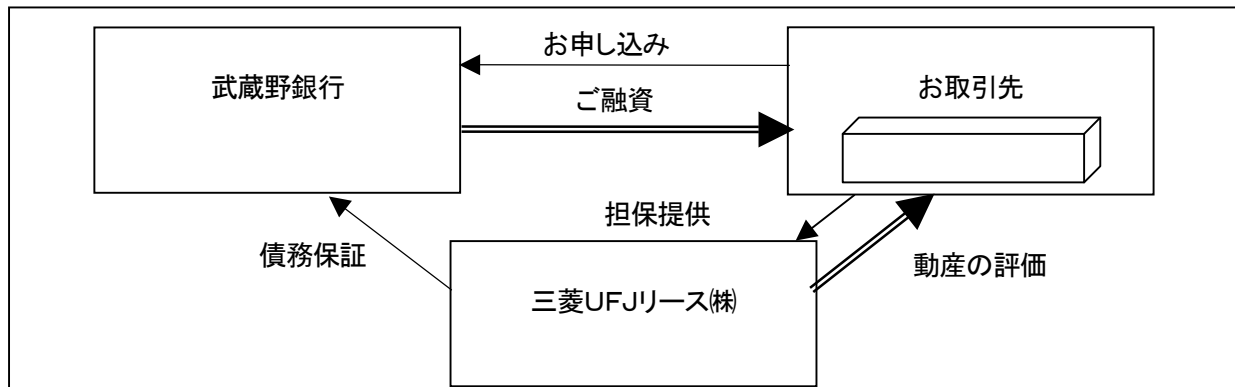 お申し込み
武蔵野銀行
お取引先
ご融資
担保提供
債務保証
動産の評価
三菱UFJリース㈱